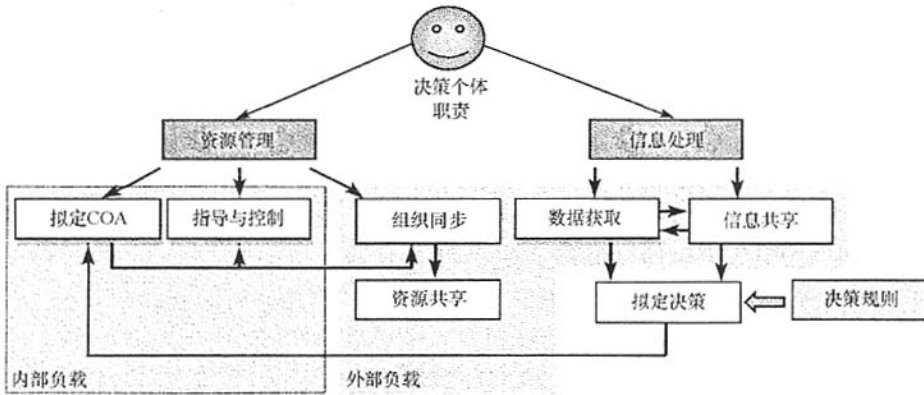 决策个体
职责
资源管理
信息处理
拟定COA
指导与控制
组织同步
数据获取
信息共享
资源共享
拟定决策
决策规则
内部负载
外部负载